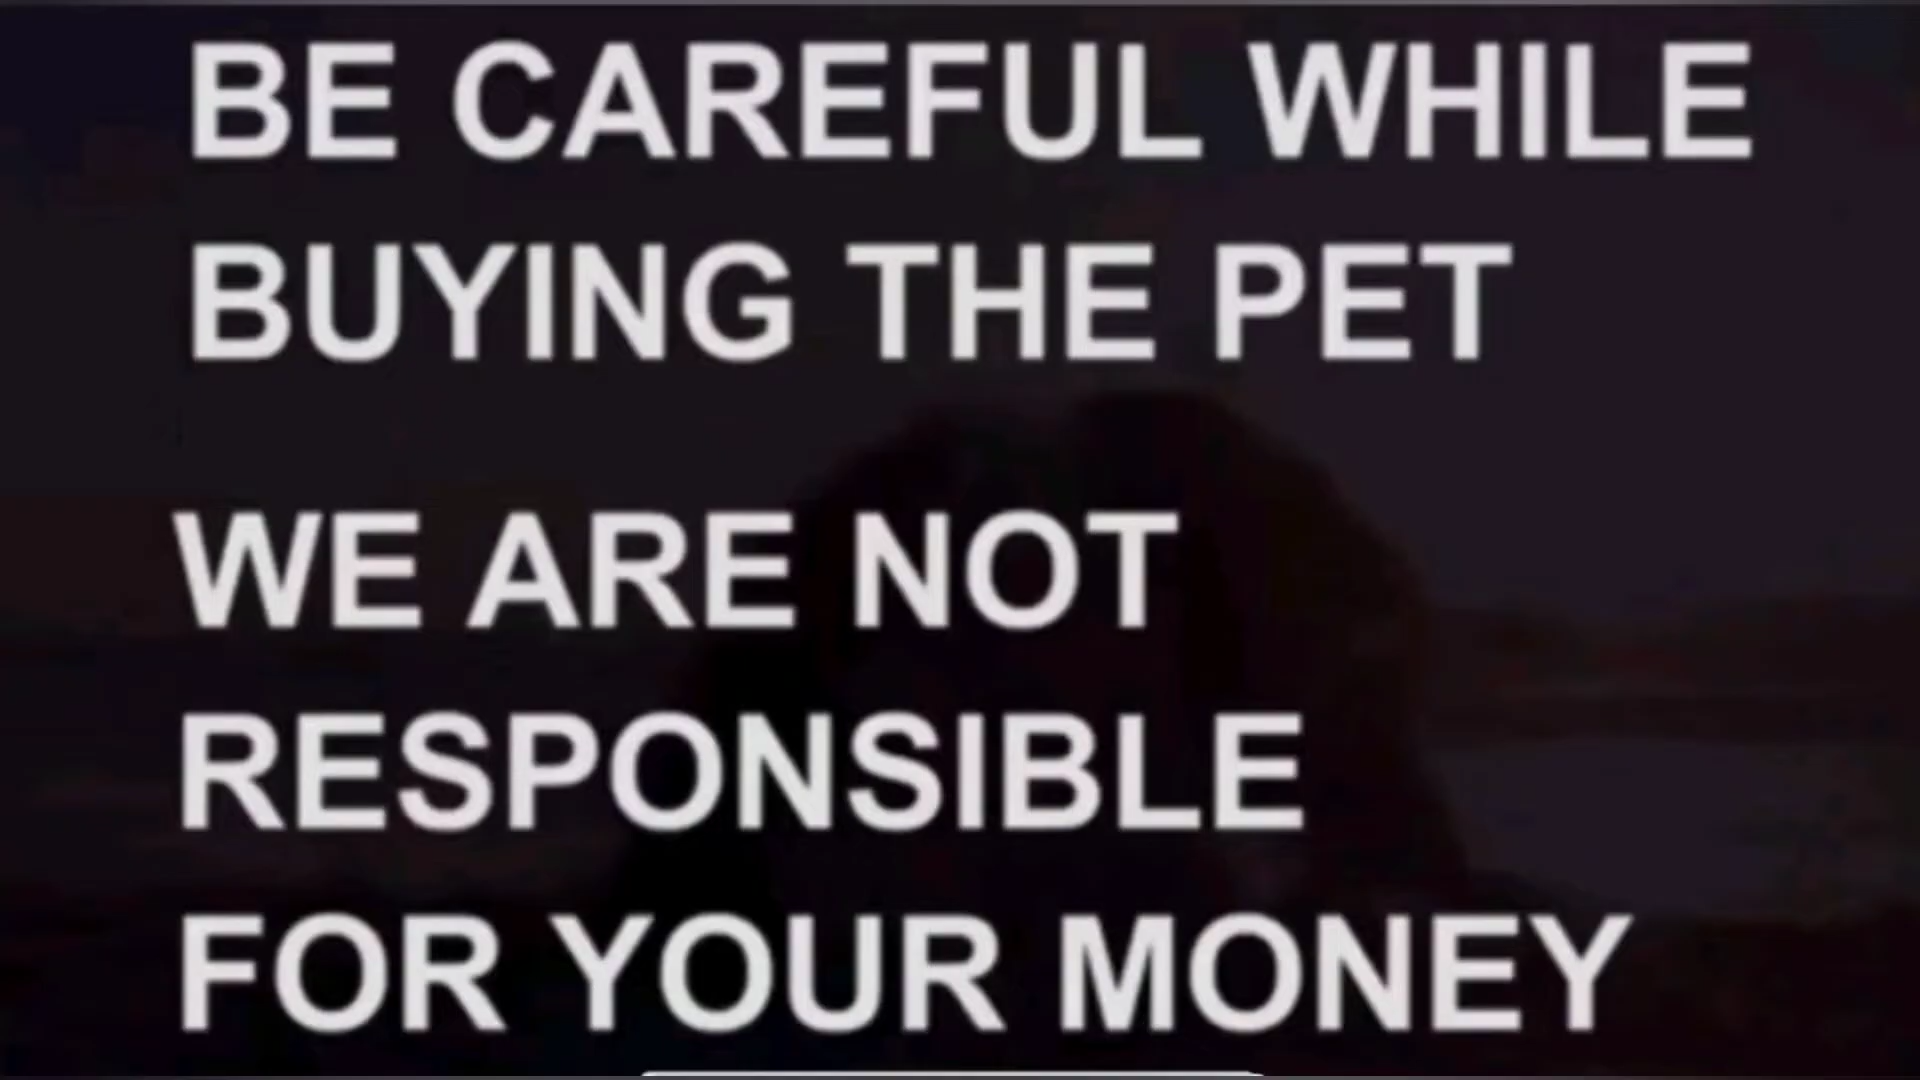 BE CAREFUL WHILE
BUYING THE PET
WE ARE NOT
RESPONSIBLE
FOR YOUR MONEY